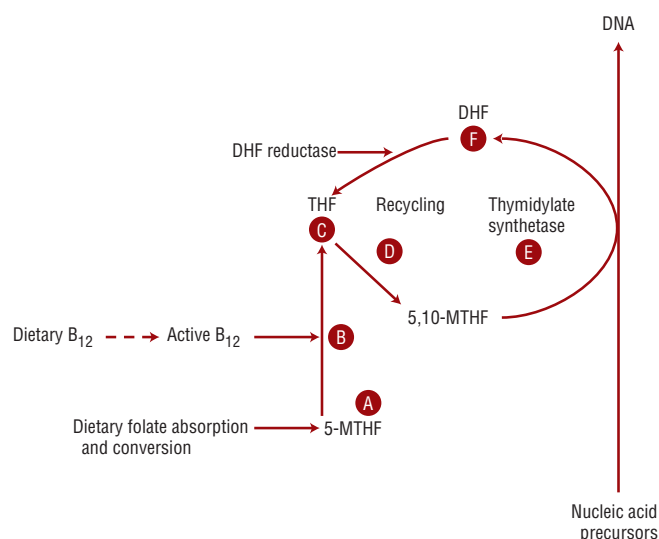 DNA
DHF
F
DHF reductase
THF
Recycling
Thymidylate
synthetase
C
D
E
5,10-MTHF
Dietary B12
Active B12
B
A
Dietary folate absorption
and conversion
5-MTHF
Nucleic acid
precursors